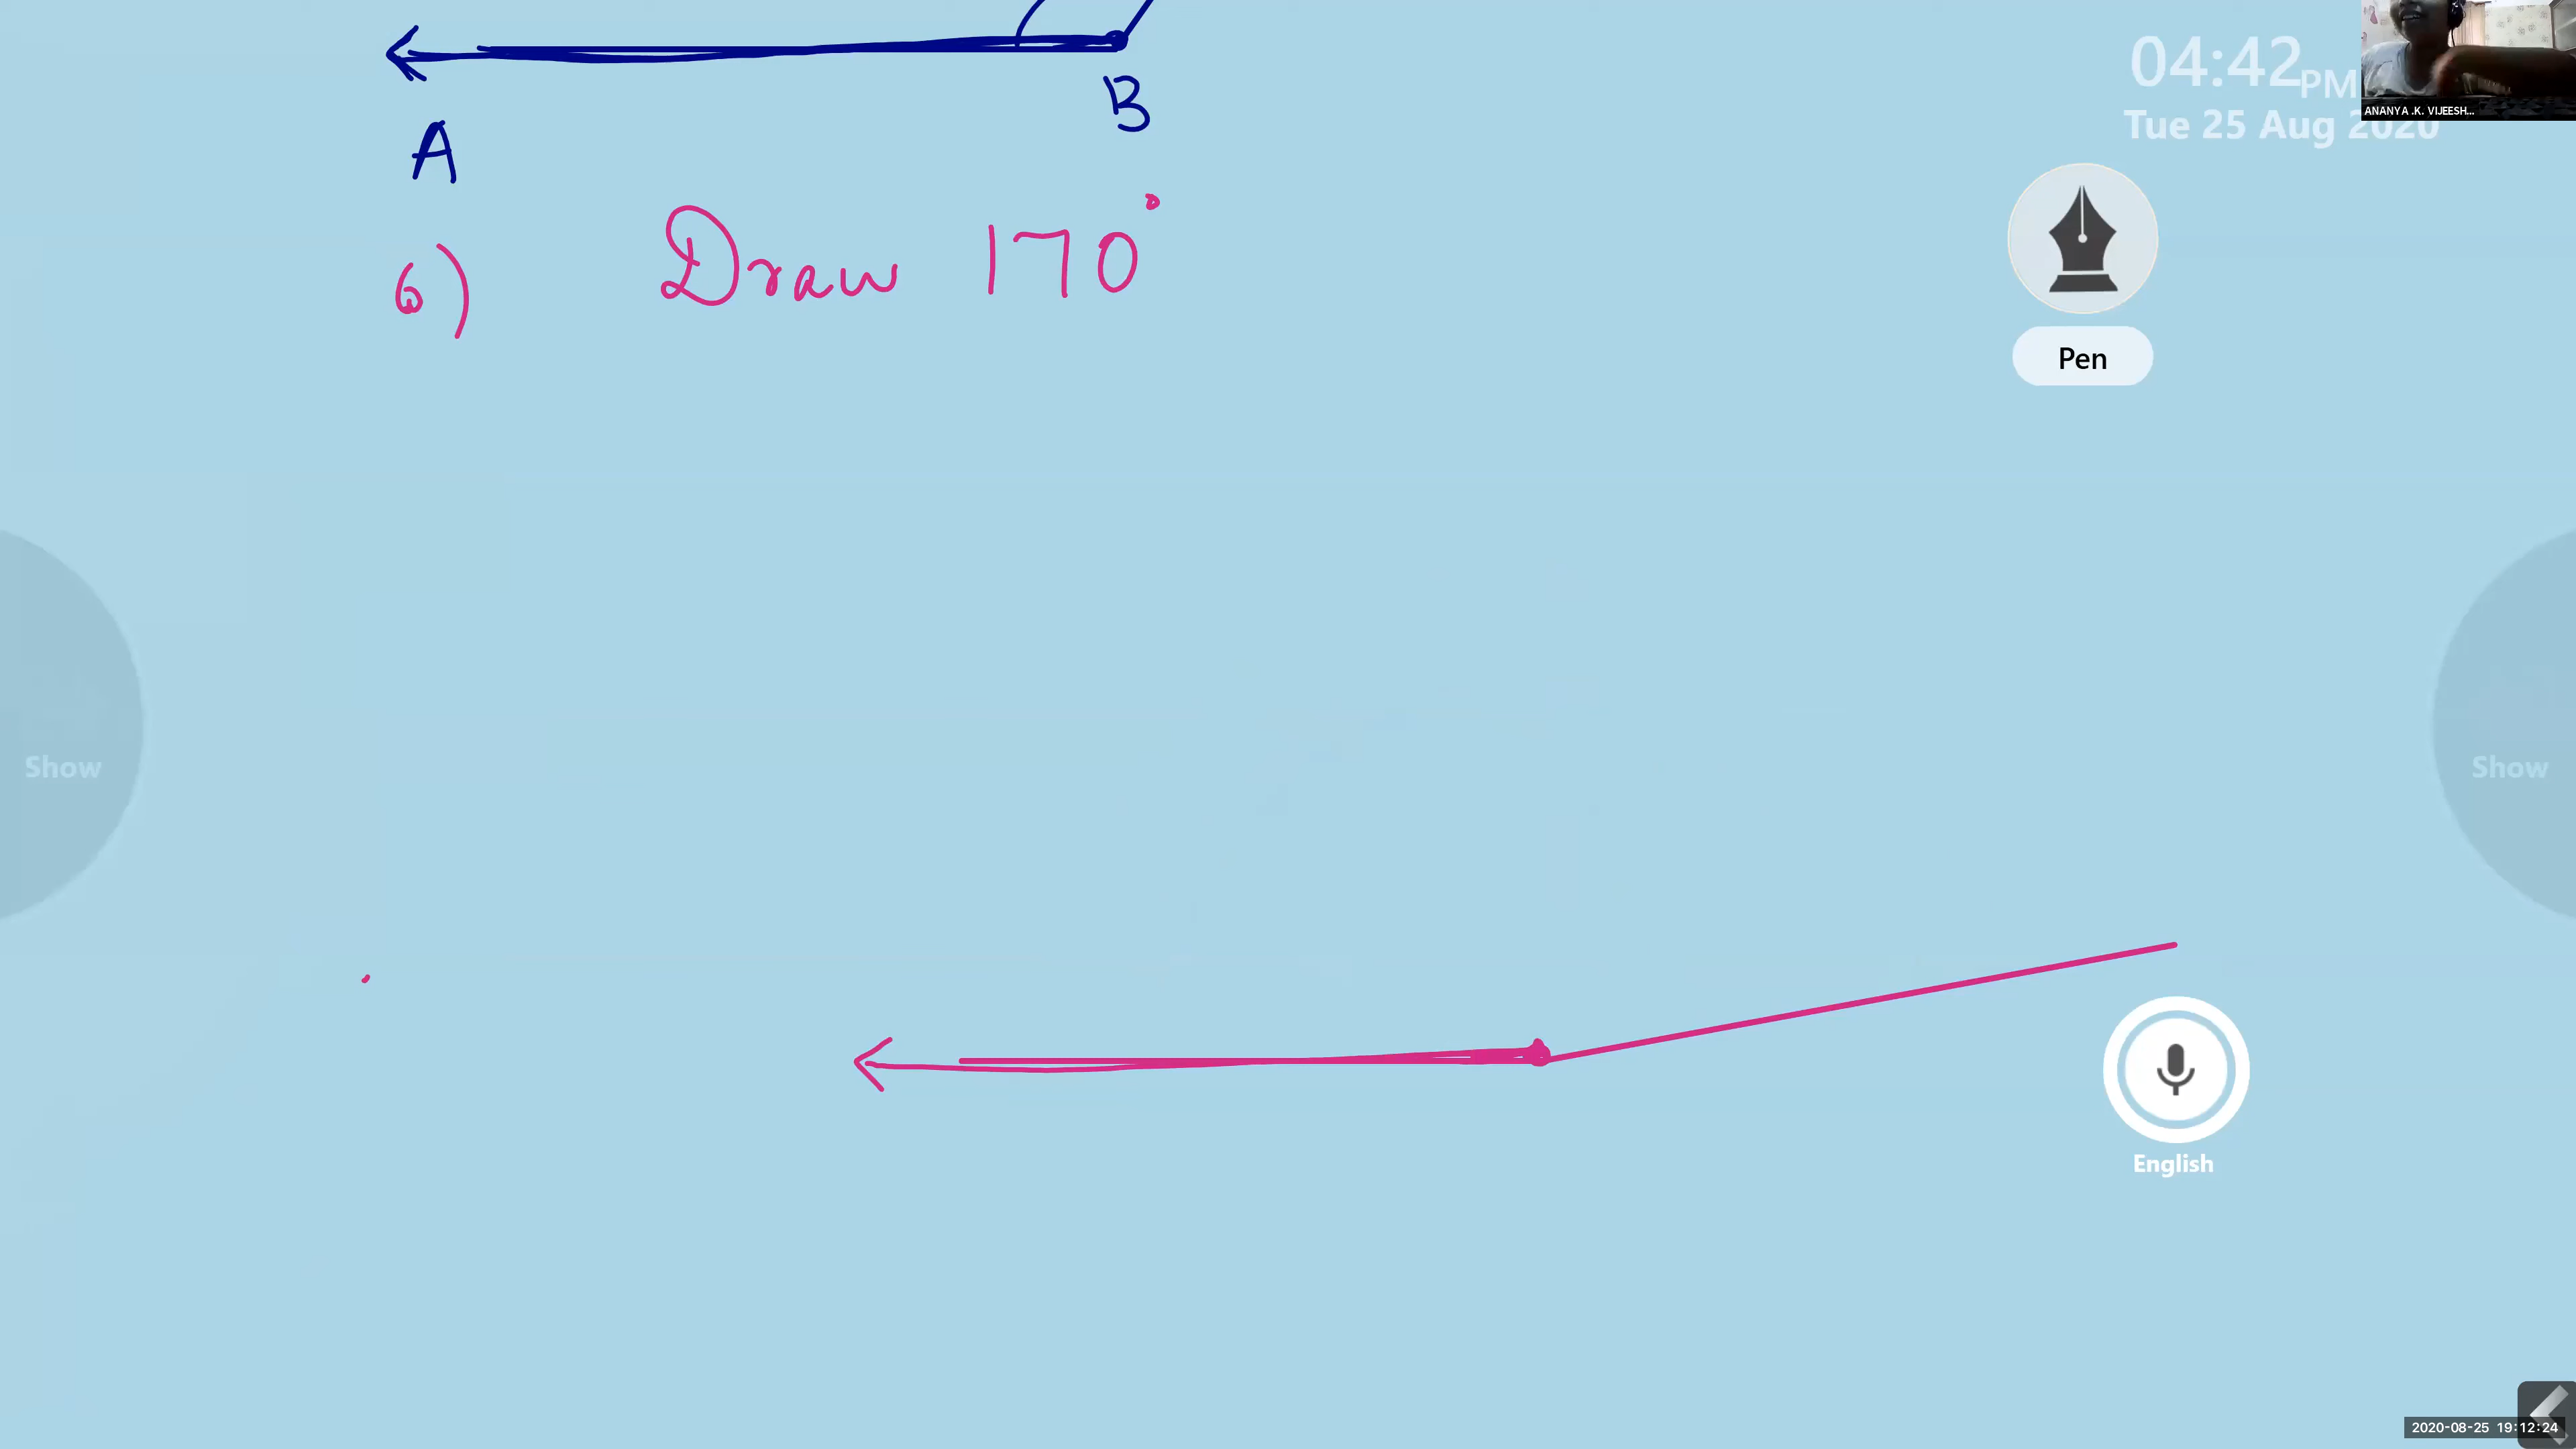 04:42PM
ANANYA .K. VIJEESH...
Tue 25 Aug 2020
B
A
6) Draw 170°
Pen
Show
Show
English
2020-08-25 19:12:24